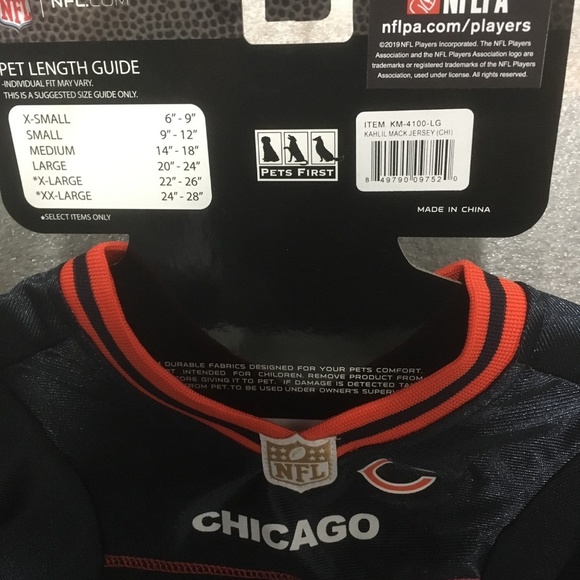 NFL
NFL.COM
NFLPA
nflpa.com/players
©2019 NFL Players Incorporated. The NFL Players
Association and the NFL Players Association logo are
trademarks or registered trademarks of the NFL Players
Association, used under license. All rights reserved.
PET LENGTH GUIDE
-INDIVIDUAL FIT MAY VARY.
THIS IS A SUGGESTED SIZE GUIDE ONLY.
X-SMALL 6" - 9"
SMALL 9" - 12"
MEDIUM 14" - 18"
LARGE 20" - 24"
*X-LARGE 22" - 26"
*XX-LARGE 24" - 28"
*SELECT ITEMS ONLY
PETS FIRST
ITEM KM-4100-LG
KAHLIL MACK JERSEY (CHI)
8 49790 09752 0
MADE IN CHINA
DURABLE FABRICS DESIGNED FOR YOUR PETS COMFORT.
INTENDED FOR CHILDREN. REMOVE PRODUCT FROM
GIVING IT TO PET. IF DAMAGE IS DETECTED
FROM PET. TO BE USED UNDER OWNER'S
NFL
C
CHICAGO